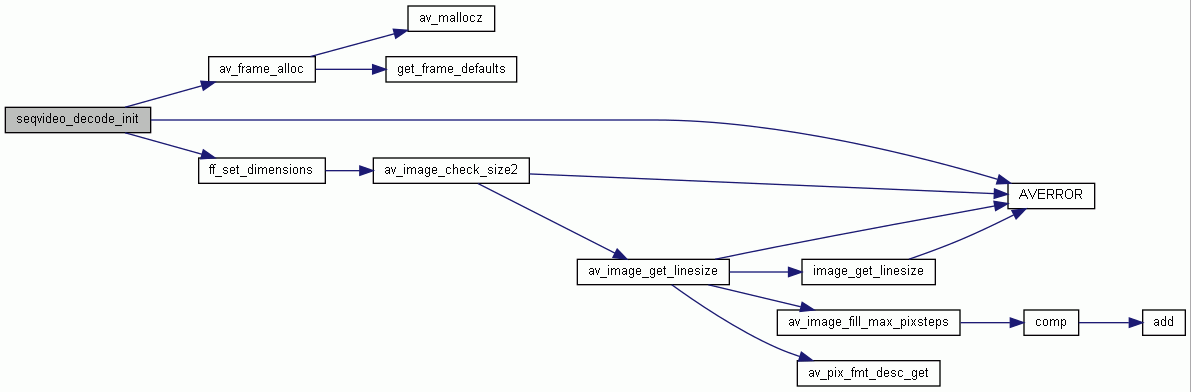 av_mallocz
av_frame_alloc
get_frame_defaults
seqvideo_decode_init
ff_set_dimensions
av_image_check_size2
AVERROR
av_image_get_linesize
image_get_linesize
av_image_fill_max_pixsteps
comp
add
av_pix_fmt_desc_get